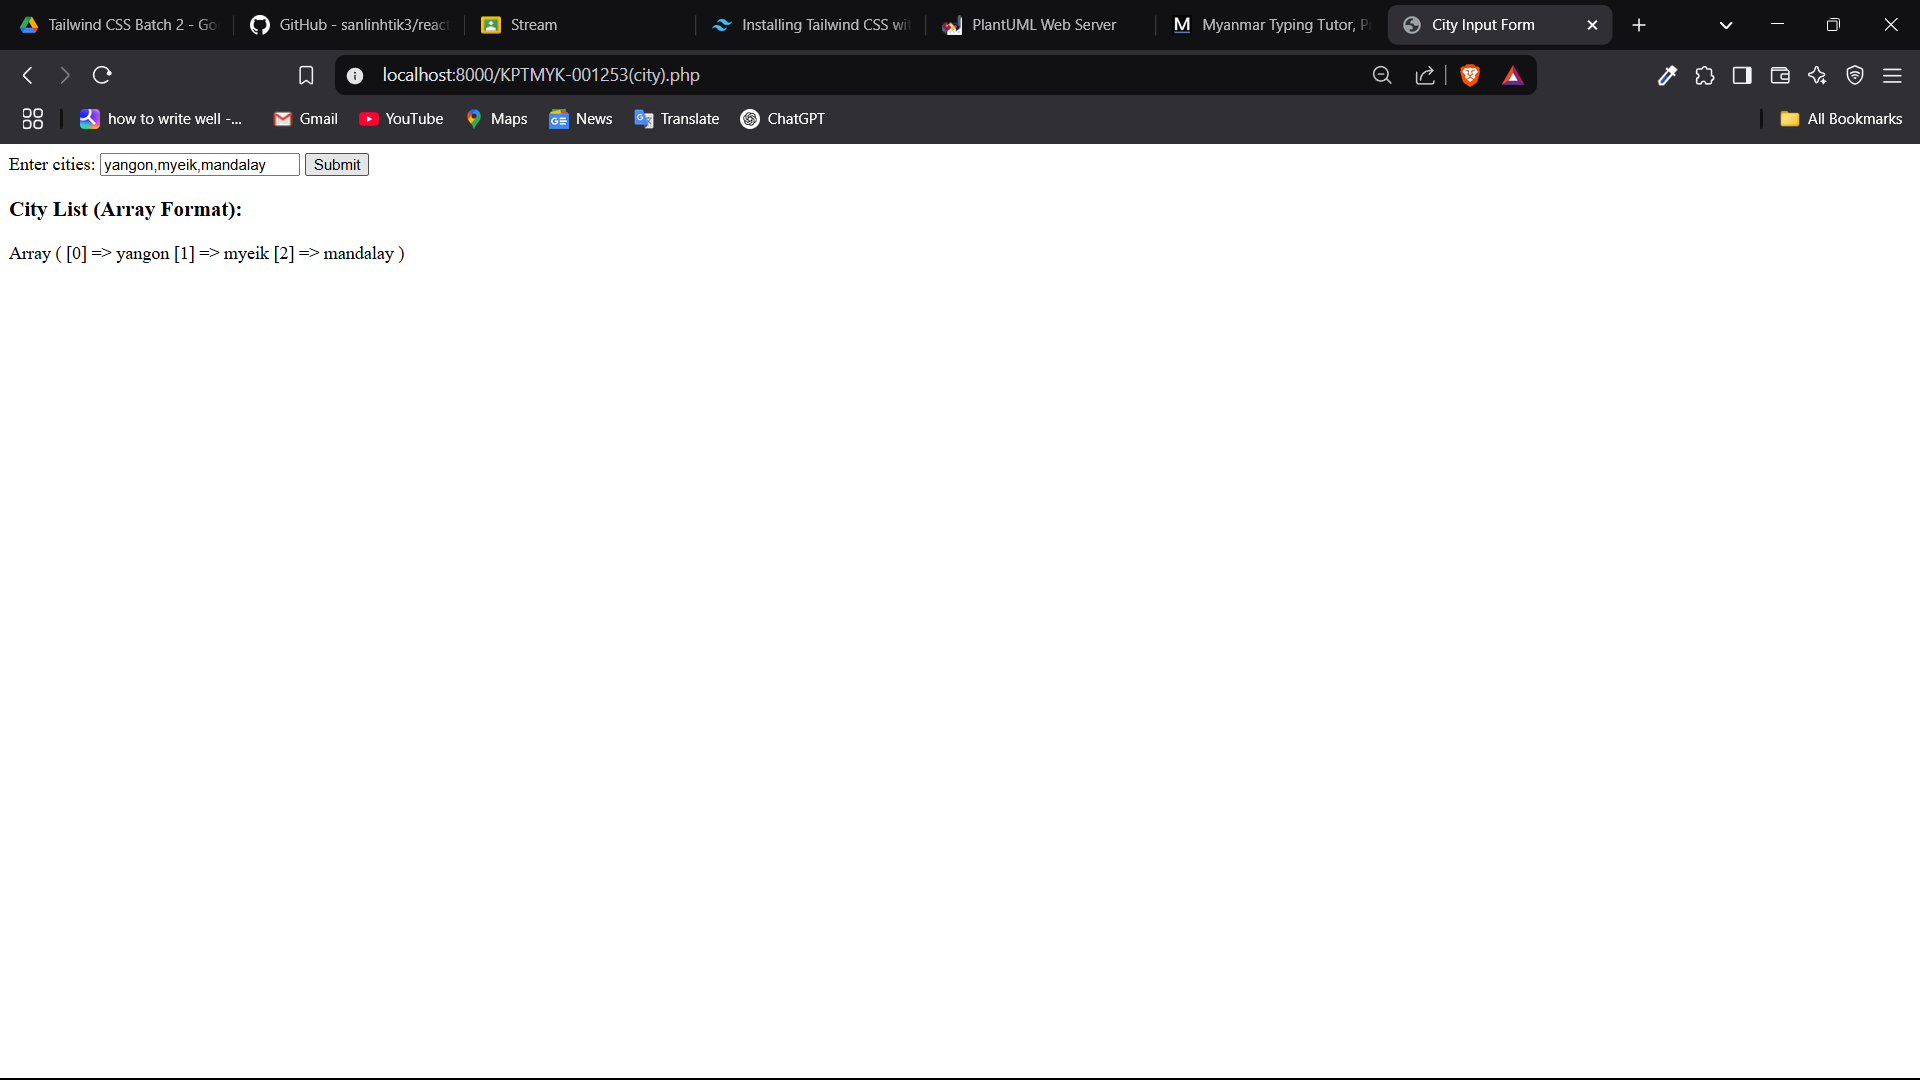 Tailwind CSS Batch 2 - Go
GitHub - sanlinhtik3/react
Stream
Installing Tailwind CSS wi
PlantUML Web Server
Myanmar Typing Tutor, P
City Input Form
localhost:8000/KPTMYK-001253(city).php
how to write well -...
Gmail
YouTube
Maps
News
Translate
ChatGPT
All Bookmarks
Enter cities: yangon,myeik,mandalay Submit
City List (Array Format):
Array ( [0] => yangon [1] => myeik [2] => mandalay )